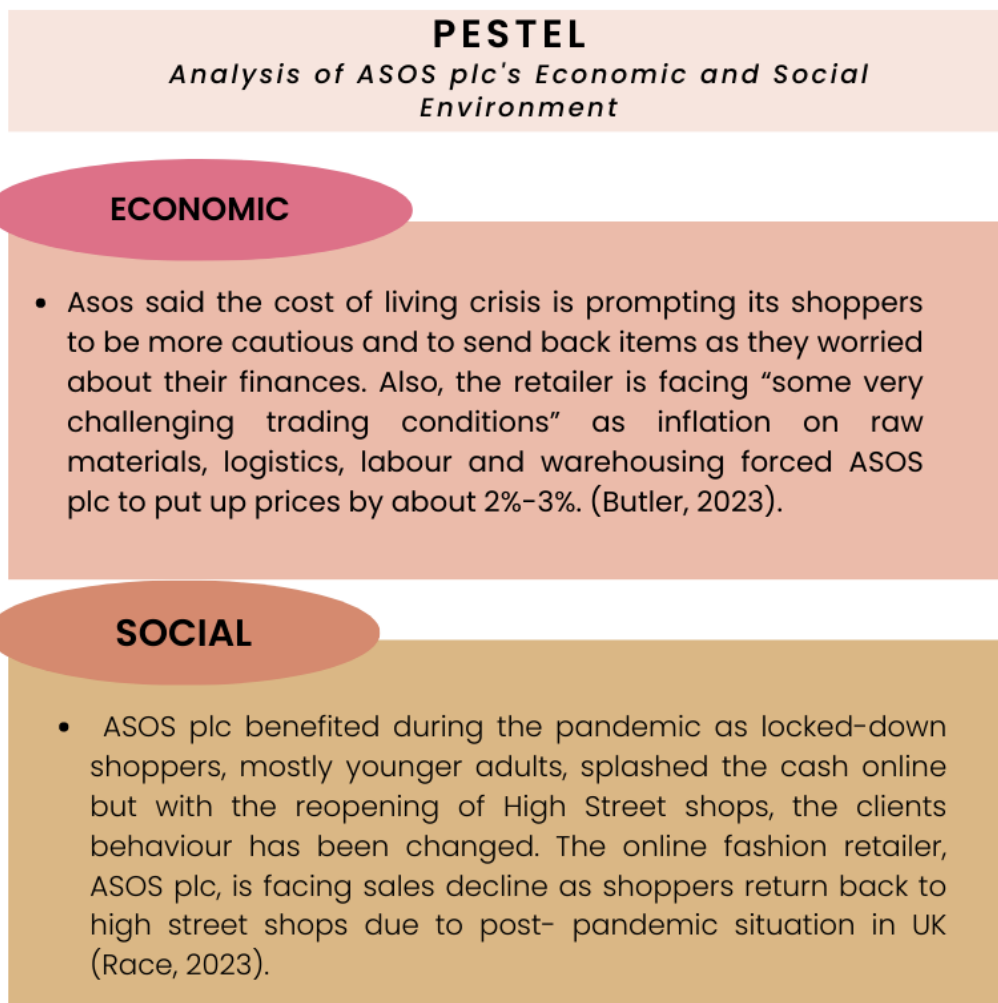 PESTEL
Analysis of ASOS plc's Economic and Social
Environment
ECONOMIC
• Asos said the cost of living crisis is prompting its shoppers
to be more cautious and to send back items as they worried
about their finances. Also, the retailer is facing “some very
challenging trading conditions” as inflation on raw
materials, logistics, labour and warehousing forced ASOS
plc to put up prices by about 2%-3%. (Butler, 2023).
SOCIAL
• ASOS plc benefited during the pandemic as locked-down
shoppers, mostly younger adults, splashed the cash online
but with the reopening of High Street shops, the clients
behaviour has been changed. The online fashion retailer,
ASOS plc, is facing sales decline as shoppers return back to
high street shops due to post- pandemic situation in UK
(Race, 2023).